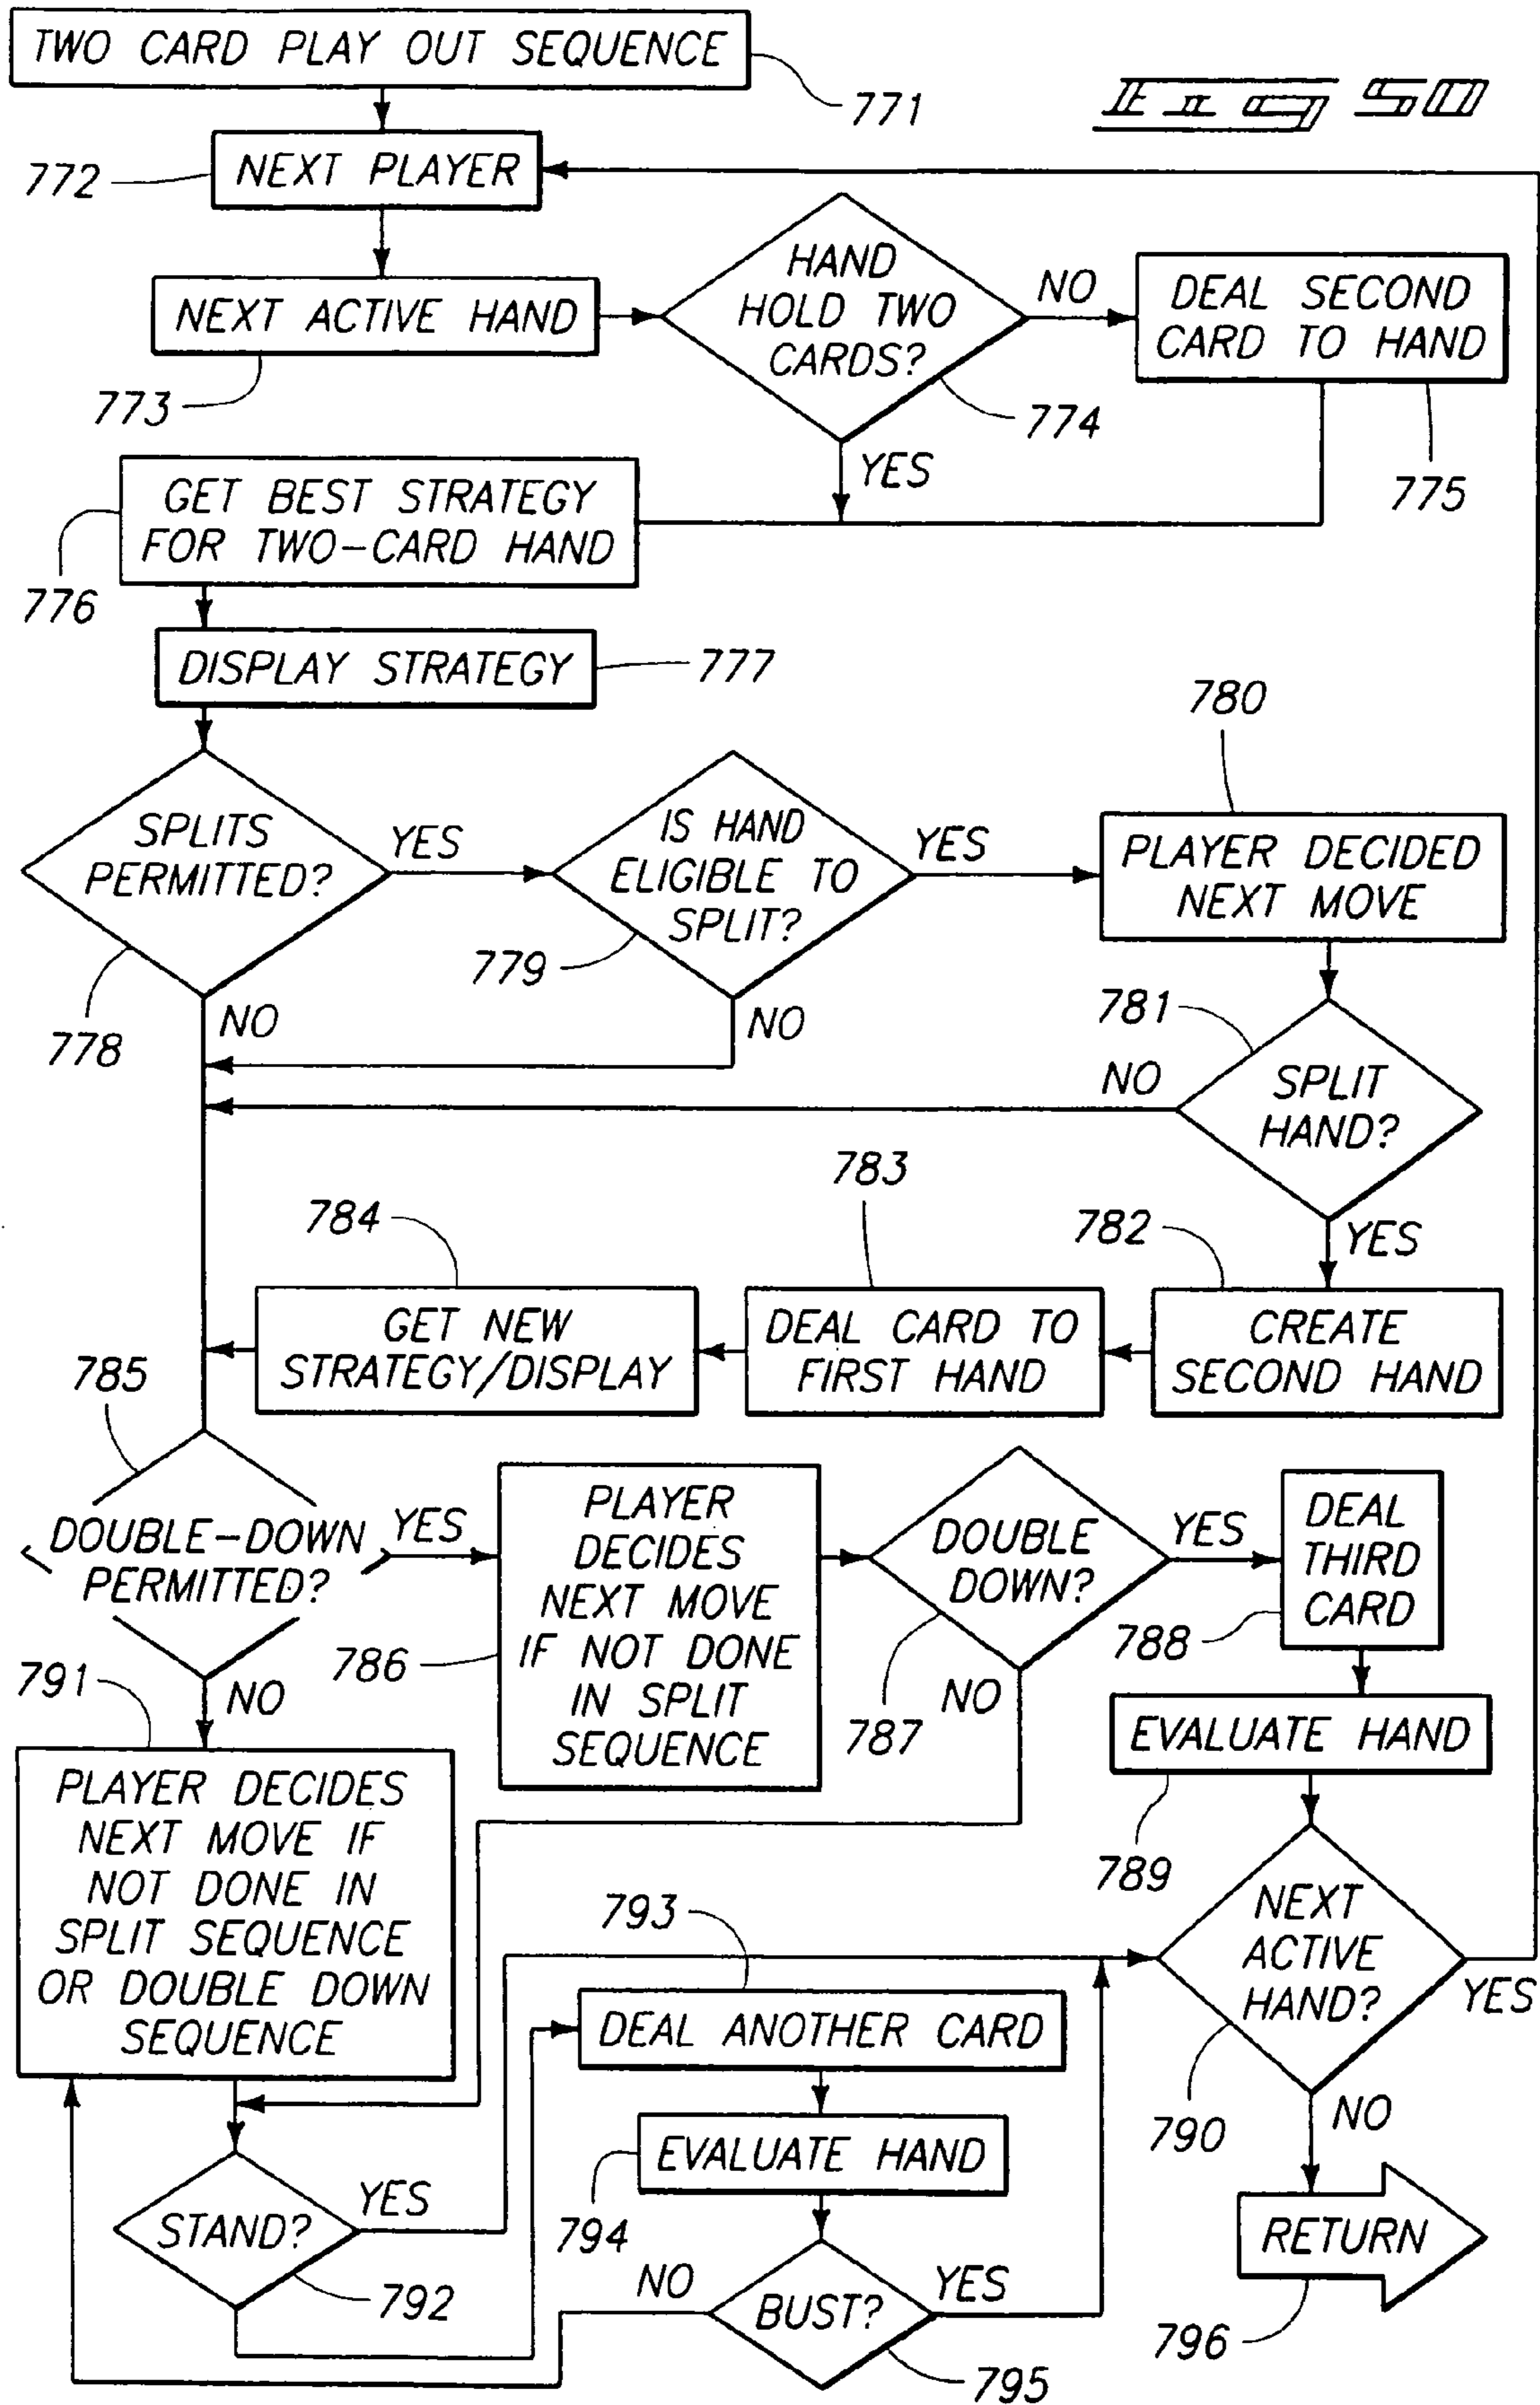 TWO CARD PLAY OUT SEQUENCE
771
Fig 50
772
NEXT PLAYER
NEXT ACTIVE HAND
773
HAND
HOLD TWO
CARDS?
774
NO
YES
DEAL SECOND
CARD TO HAND
775
GET BEST STRATEGY
FOR TWO-CARD HAND
776
DISPLAY STRATEGY
777
SPLITS
PERMITTED?
778
YES
NO
IS HAND
ELIGIBLE TO
SPLIT?
779
YES
NO
780
PLAYER DECIDED
NEXT MOVE
781
SPLIT
HAND?
NO
YES
782
CREATE
SECOND HAND
783
DEAL CARD TO
FIRST HAND
784
GET NEW
STRATEGY/DISPLAY
785
DOUBLE-DOWN
PERMITTED?
YES
NO
PLAYER
DECIDES
NEXT MOVE
IF NOT DONE
IN SPLIT
SEQUENCE
786
DOUBLE
DOWN?
787
YES
NO
DEAL
THIRD
CARD
788
EVALUATE HAND
789
NEXT
ACTIVE
HAND?
790
YES
NO
791
PLAYER DECIDES
NEXT MOVE IF
NOT DONE IN
SPLIT SEQUENCE
OR DOUBLE DOWN
SEQUENCE
STAND?
792
YES
793
DEAL ANOTHER CARD
EVALUATE HAND
794
BUST?
795
NO
YES
RETURN
796